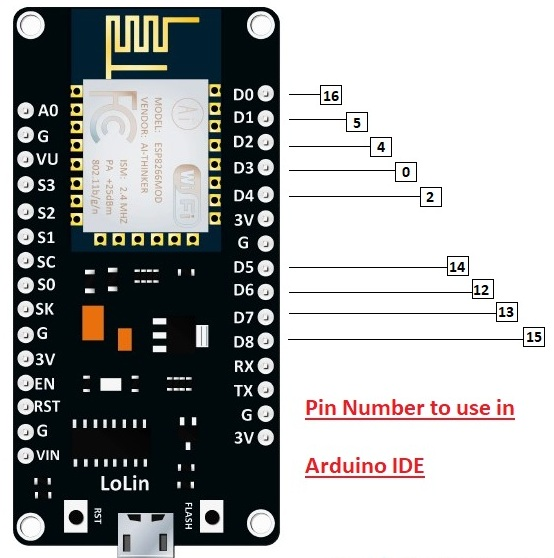 MODEL: ESP8266MOD
VENDOR: AI-THINKER
ISM: 2.4 MHZ
PA +25dBm
802.11b/g/n
FC
Ai
Wi Fi
A0
G
VU
S3
S2
S1
SC
S0
SK
G
3V
EN
RST
G
VIN
D0 16
D1 5
D2 4
D3 0
D4 2
3V
G
D5 14
D6 12
D7 13
D8 15
RX
TX
G
3V
Pin Number to use in
Arduino IDE
LoLin
RST
FLASH